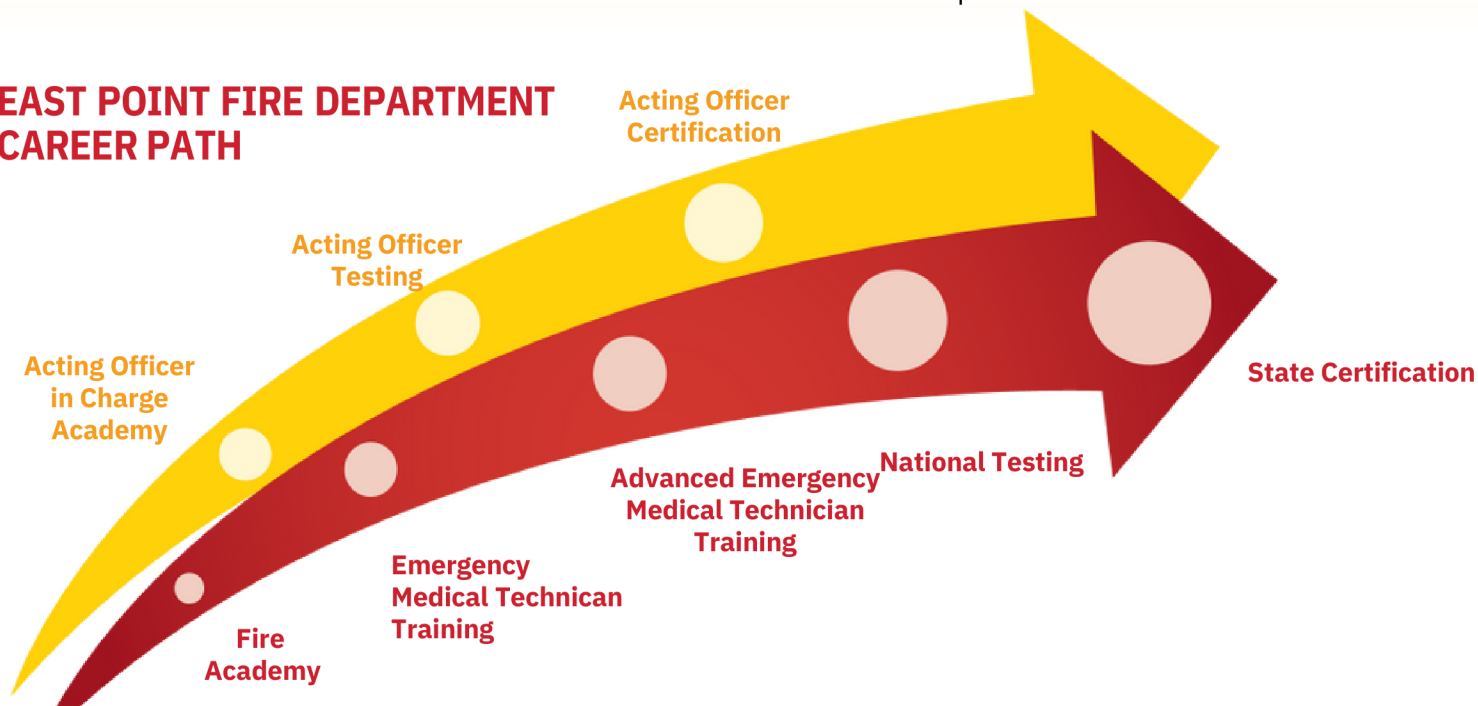 EAST POINT FIRE DEPARTMENT
CAREER PATH
Acting Officer
Certification
Acting Officer
Testing
Acting Officer
in Charge
Academy
State Certification
National Testing
Advanced Emergency
Medical Technician
Training
Emergency
Medical Technican
Training
Fire
Academy